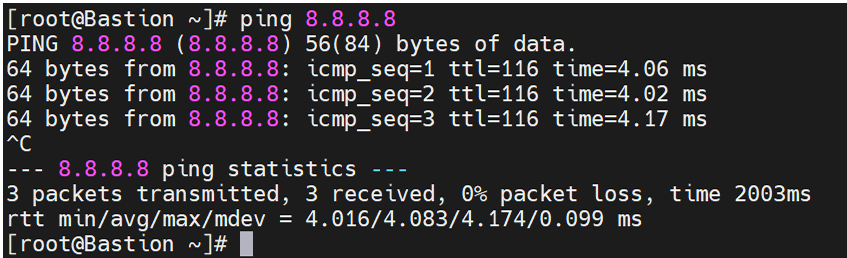 [root@Bastion ~]# ping 8.8.8.8
PING 8.8.8.8 (8.8.8.8) 56(84) bytes of data.
64 bytes from 8.8.8.8: icmp_seq=1 ttl=116 time=4.06 ms
64 bytes from 8.8.8.8: icmp_seq=2 ttl=116 time=4.02 ms
64 bytes from 8.8.8.8: icmp_seq=3 ttl=116 time=4.17 ms
^C
--- 8.8.8.8 ping statistics ---
3 packets transmitted, 3 received, 0% packet loss, time 2003ms
rtt min/avg/max/mdev = 4.016/4.083/4.174/0.099 ms
[root@Bastion ~]#